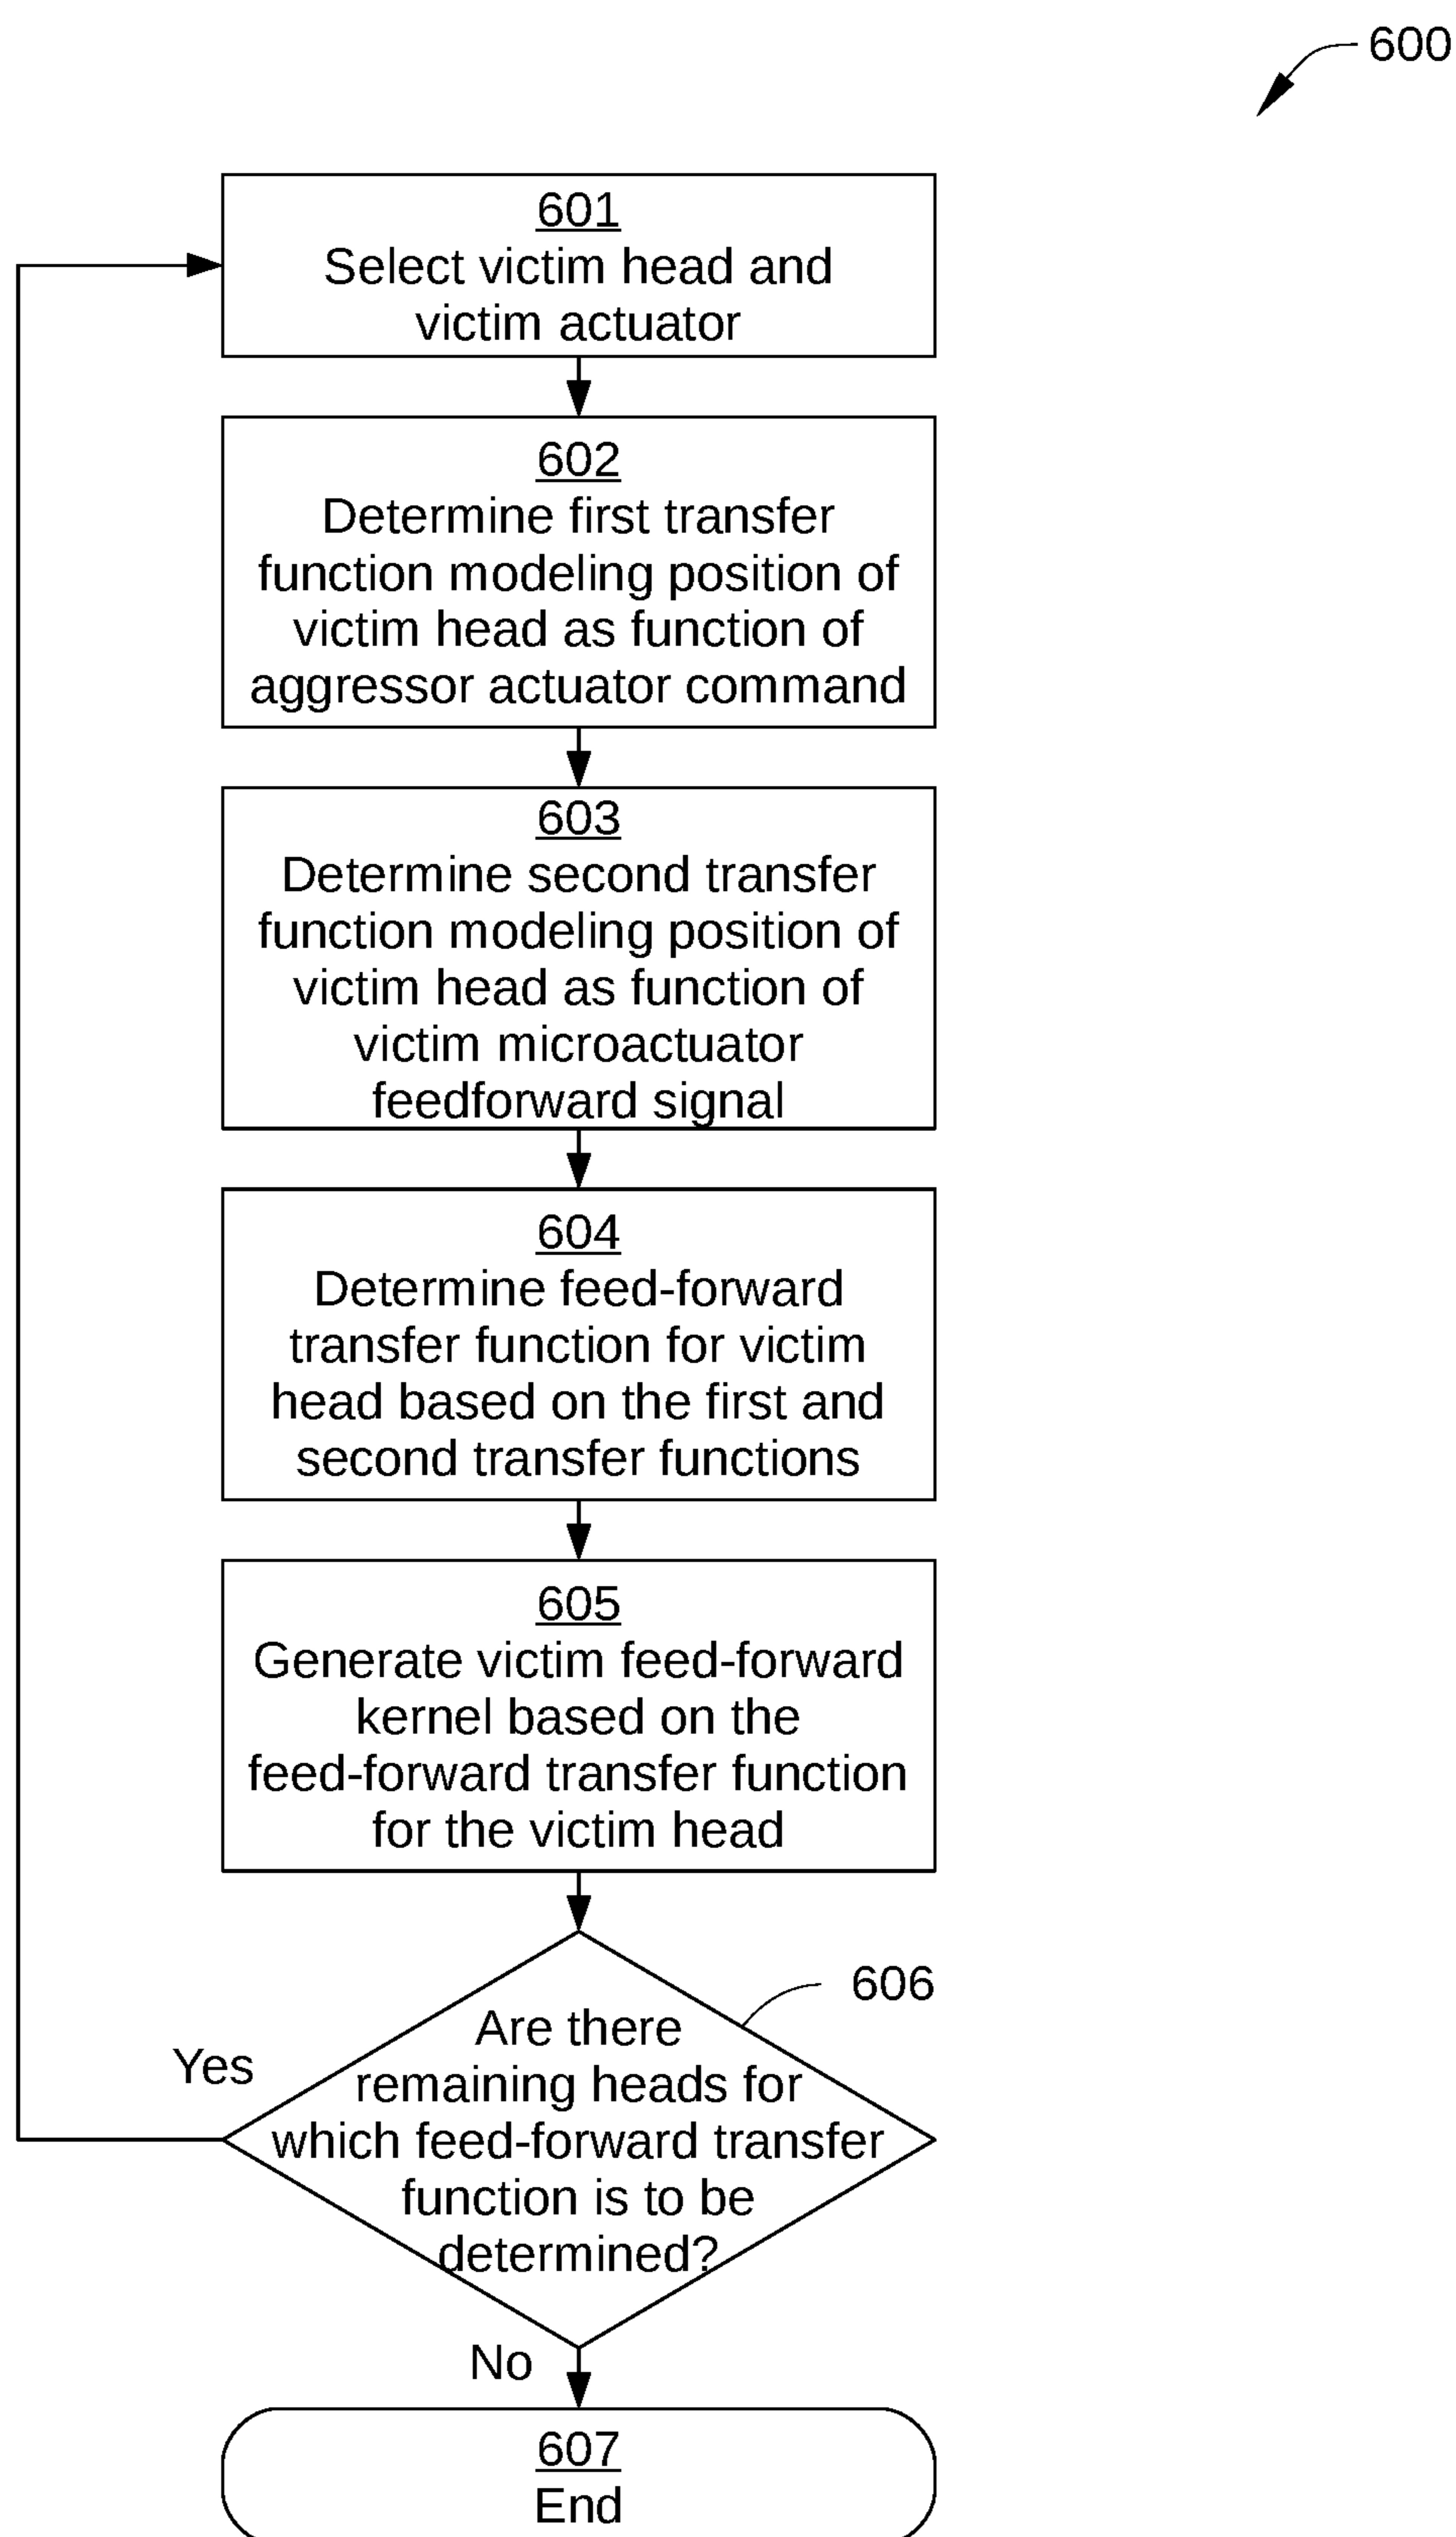 600
601
Select victim head and
victim actuator
602
Determine first transfer
function modeling position of
victim head as function of
aggressor actuator command
603
Determine second transfer
function modeling position of
victim head as function of
victim microactuator
feedforward signal
604
Determine feed-forward
transfer function for victim
head based on the first and
second transfer functions
605
Generate victim feed-forward
kernel based on the
feed-forward transfer function
for the victim head
606
Are there
remaining heads for
which feed-forward transfer
function is to be
determined?
Yes
No
607
End